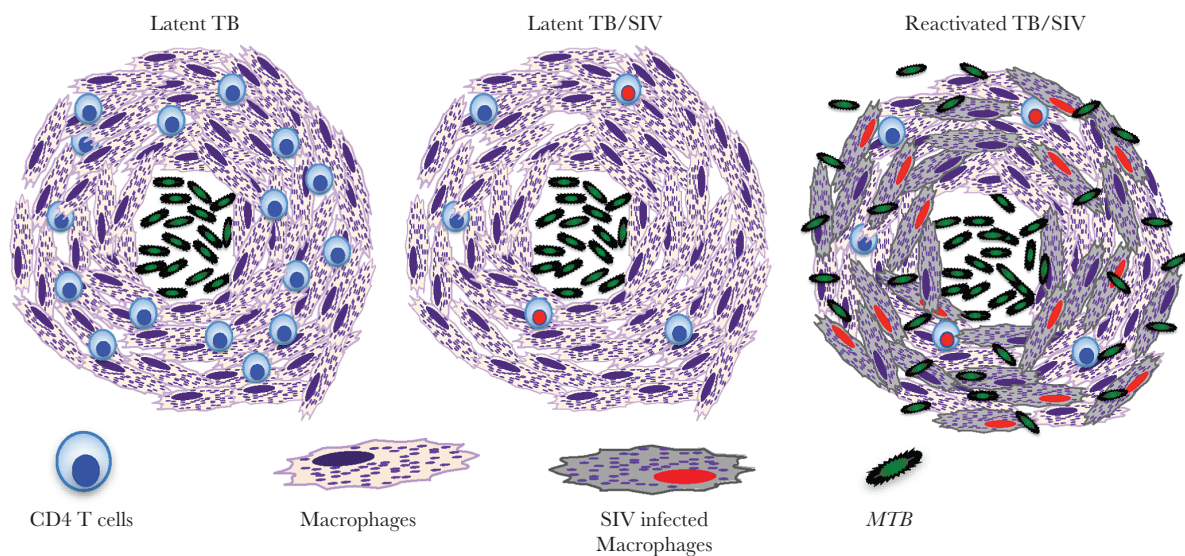 Latent TB
Latent TB/SIV
Reactivated TB/SIV
CD4 T cells
Macrophages
SIV infected
Macrophages
MTB